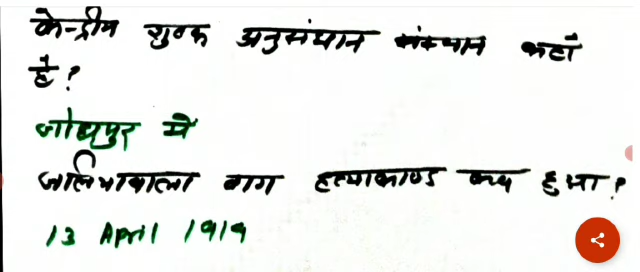 केन्द्रीय शुष्क अनुसंधान संस्थान कहाँ
है?
जोधपुर में
जलियावाला बाग हत्याकाण्ड कब हुआ?
13 April 1919